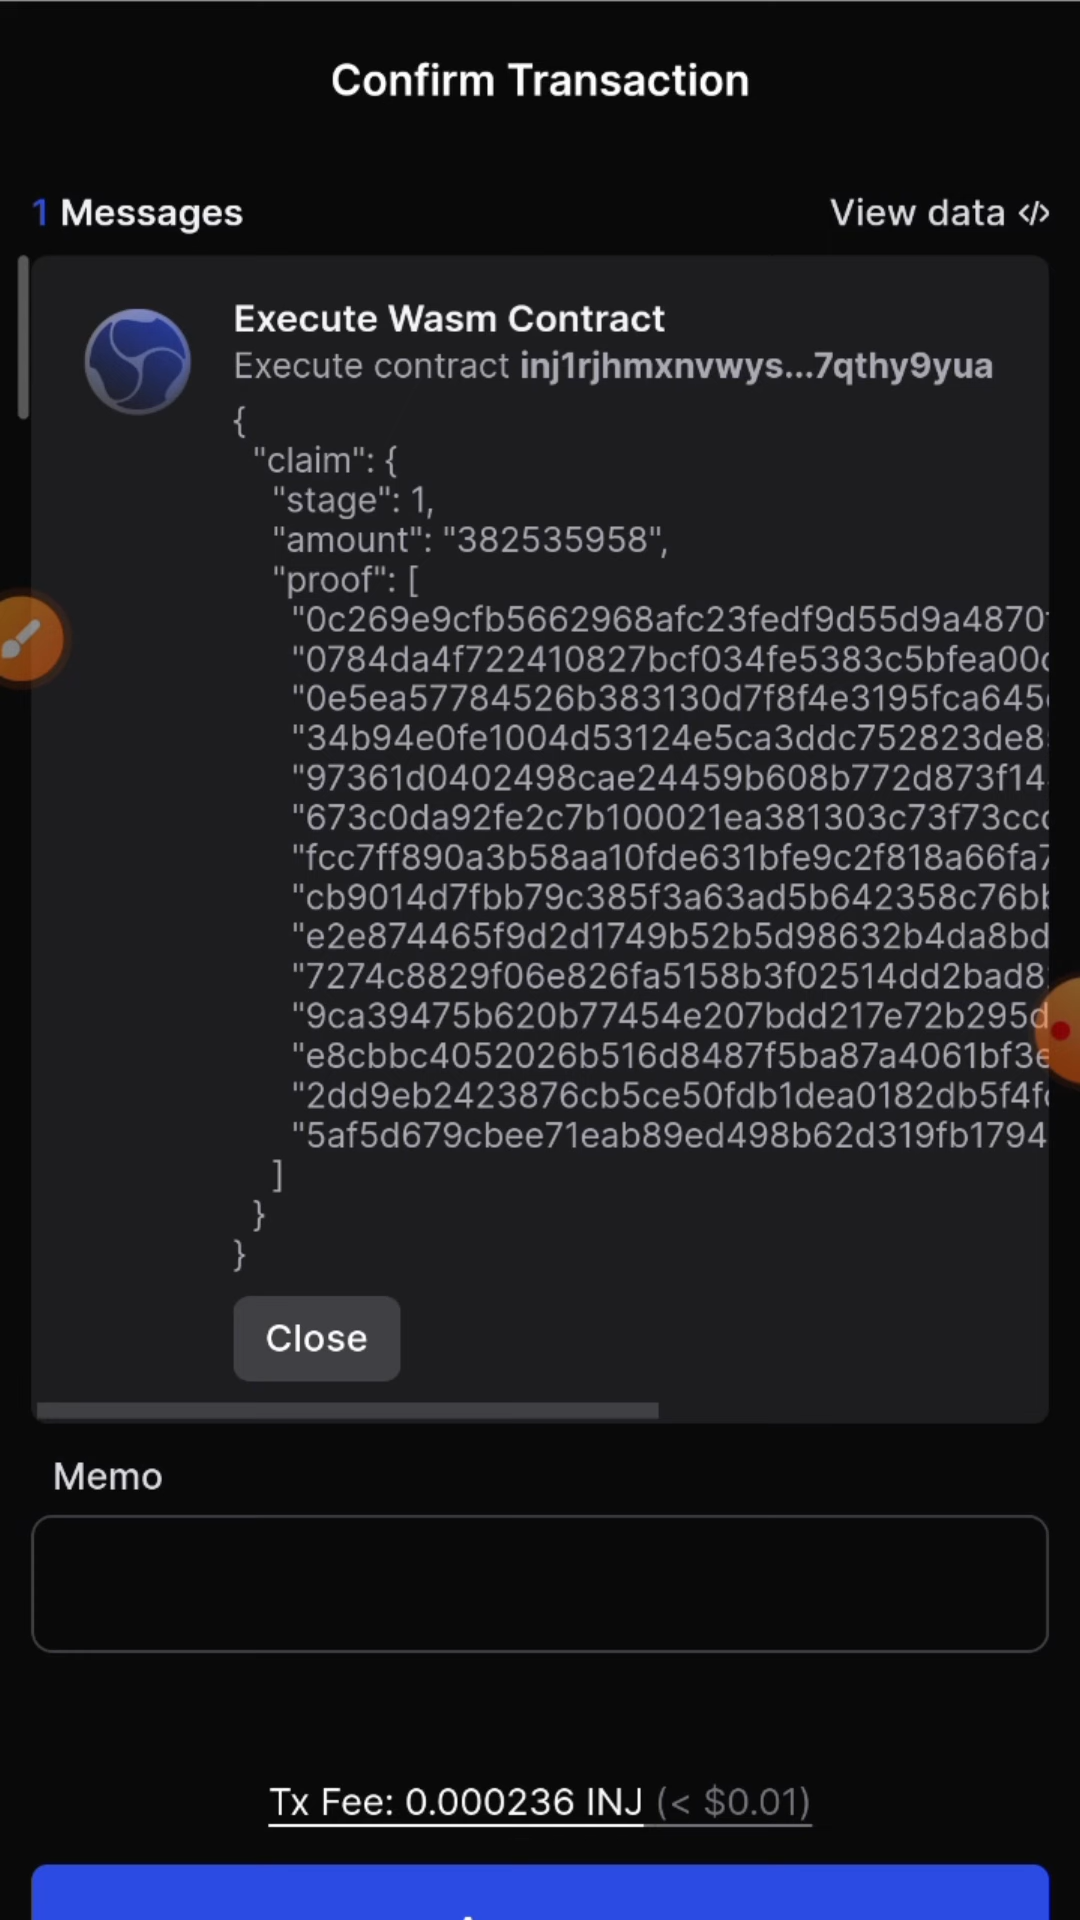 Confirm Transaction
1 Messages
View data </>
Execute Wasm Contract
Execute contract inj1rjhmxnvwys...7qthy9yua
{
"claim": {
"stage": 1,
"amount": "382535958",
"proof": [
"0c269e9cfb5662968afc23fedf9d55d9a4870
"0784da4f722410827bcf034fe5383c5bfea00
"0e5ea57784526b383130d7f8f4e3195fca645
"34b94e0fe1004d53124e5ca3ddc752823de8
"97361d0402498cae24459b608b772d873f14
"673c0da92fe2c7b100021ea381303c73f73cc
"fcc7ff890a3b58aa10fde631bfe9c2f818a66fa7
"cb9014d7fbb79c385f3a63ad5b642358c76b
"e2e874465f9d2d1749b52b5d98632b4da8bd
"7274c8829f06e826fa5158b3f02514dd2bad8
"9ca39475b620b77454e207bdd217e72b295d
"e8cbbc4052026b516d8487f5ba87a4061bf3e
"2dd9eb2423876cb5ce50fdb1dea0182db5f4f
"5af5d679cbee71eab89ed498b62d319fb1794
]
}
}
Close
Memo
Tx Fee: 0.000236 INJ (< $0.01)